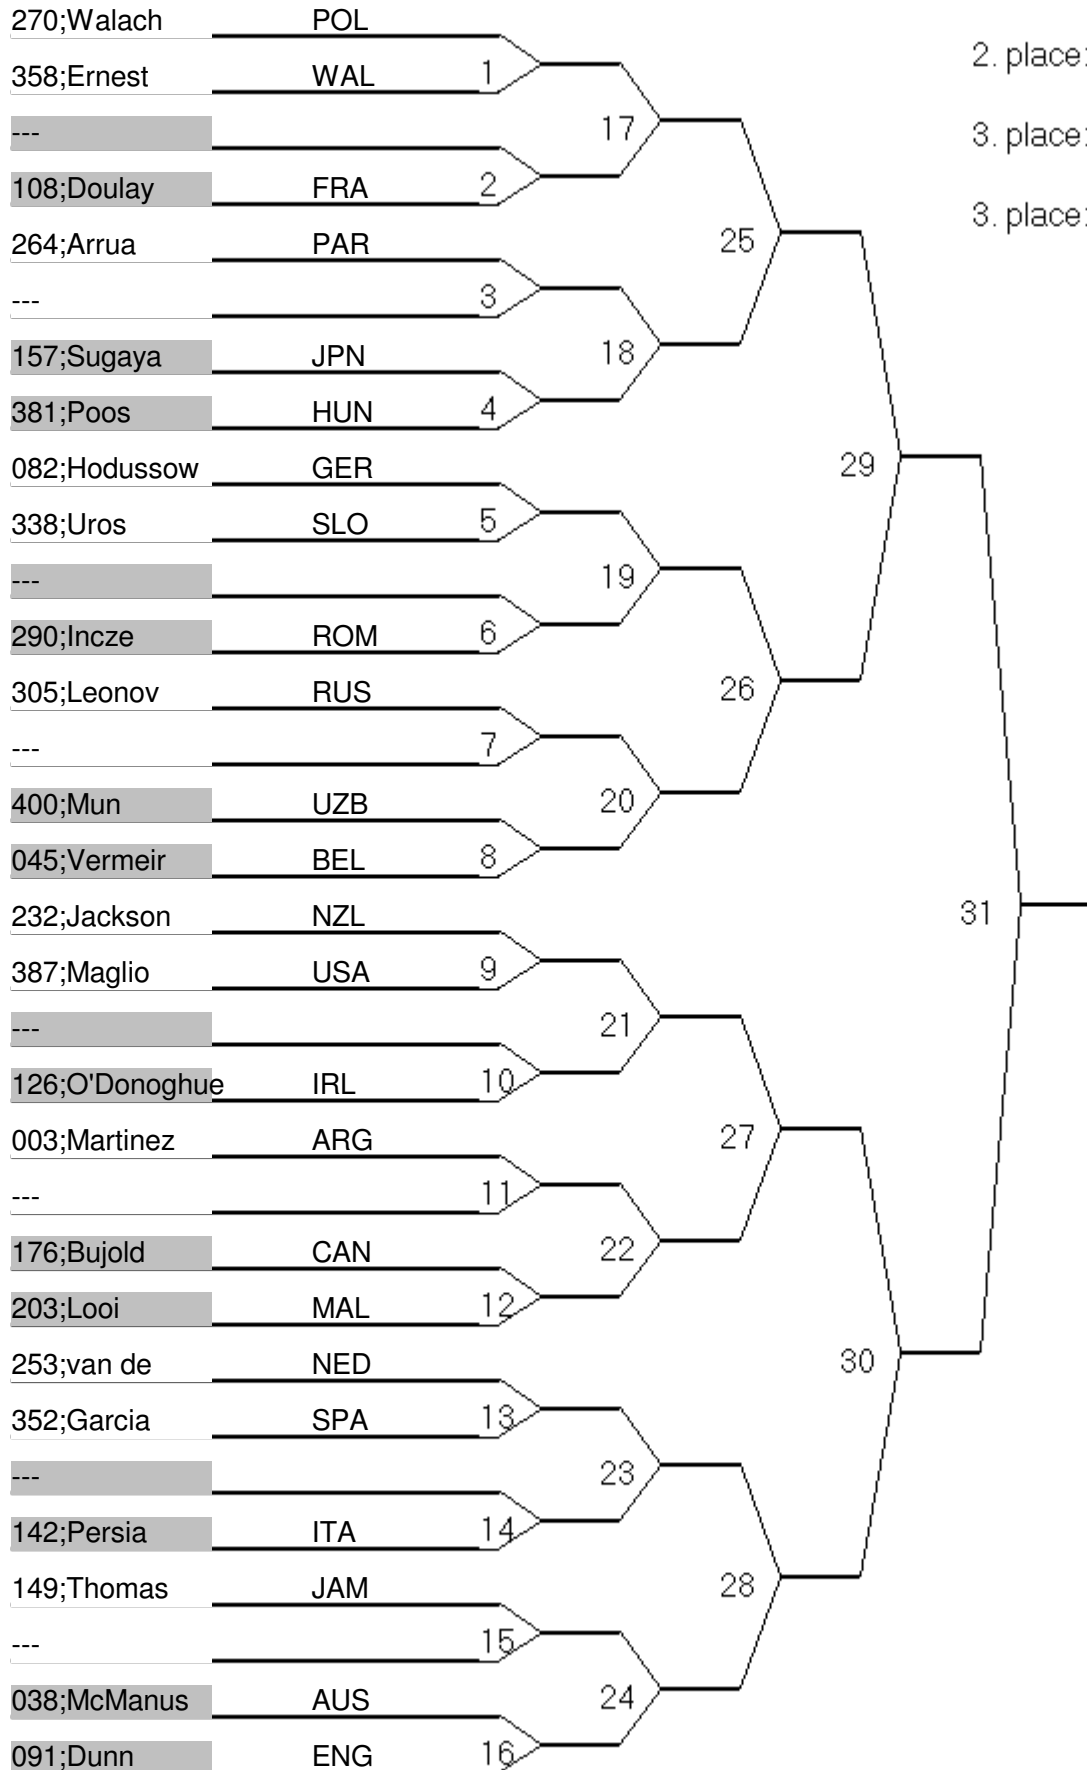 270;Walach POL
2. place:
358;Ernest WAL 1
---
17
3. place:
108;Doulay FRA 2
3. place:
264;Arrua PAR
25
---
3
157;Sugaya JPN
18
381;Poos HUN 4
082;Hodussow GER
29
338;Uros SLO 5
---
19
290;Incze ROM 6
305;Leonov RUS
26
---
7
400;Mun UZB
20
045;Vermeir BEL 8
232;Jackson NZL
31
387;Maglio USA 9
---
21
126;O'Donoghue IRL 10
003;Martinez ARG
27
---
11
176;Bujold CAN
22
203;Looi MAL 12
253;van de NED
30
352;Garcia SPA 13
---
23
142;Persia ITA 14
149;Thomas JAM
28
---
15
038;McManus AUS
24
091;Dunn ENG 16